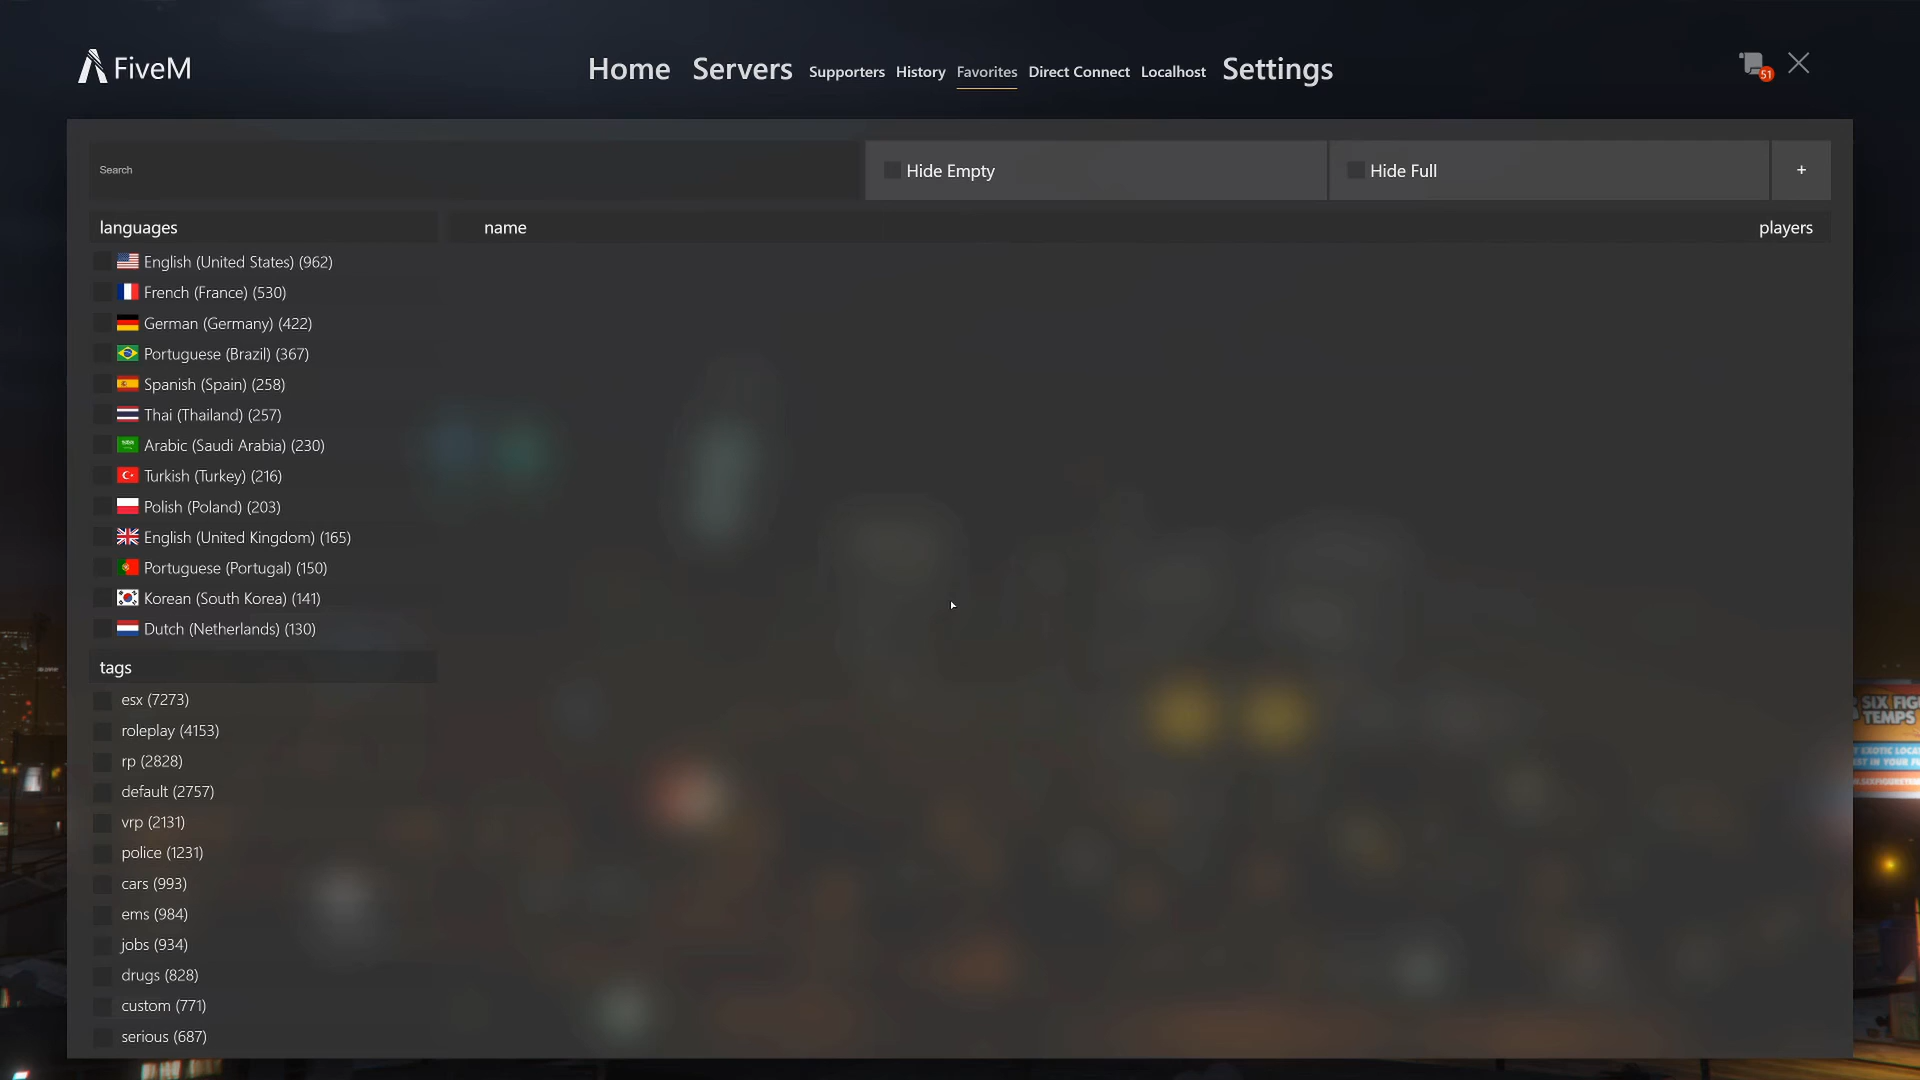 FiveM
Home Servers Supporters History Favorites Direct Connect Localhost Settings
51
Search
Hide Empty
Hide Full
+
languages
name
players
English (United States) (962)
French (France) (530)
German (Germany) (422)
Portuguese (Brazil) (367)
Spanish (Spain) (258)
Thai (Thailand) (257)
Arabic (Saudi Arabia) (230)
Turkish (Turkey) (216)
Polish (Poland) (203)
English (United Kingdom) (165)
Portuguese (Portugal) (150)
Korean (South Korea) (141)
Dutch (Netherlands) (130)
tags
esx (7273)
roleplay (4153)
rp (2828)
default (2757)
vrp (2131)
police (1231)
cars (993)
ems (984)
jobs (934)
drugs (828)
custom (771)
serious (687)
SIX FIG
TEMPS
EXOTIC LOCA